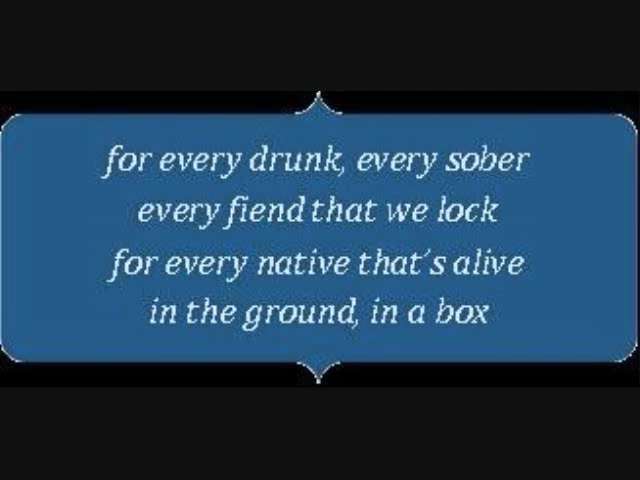 for every drunk, every sober
every fiend that we lock
for every native that's alive
in the ground, in a box